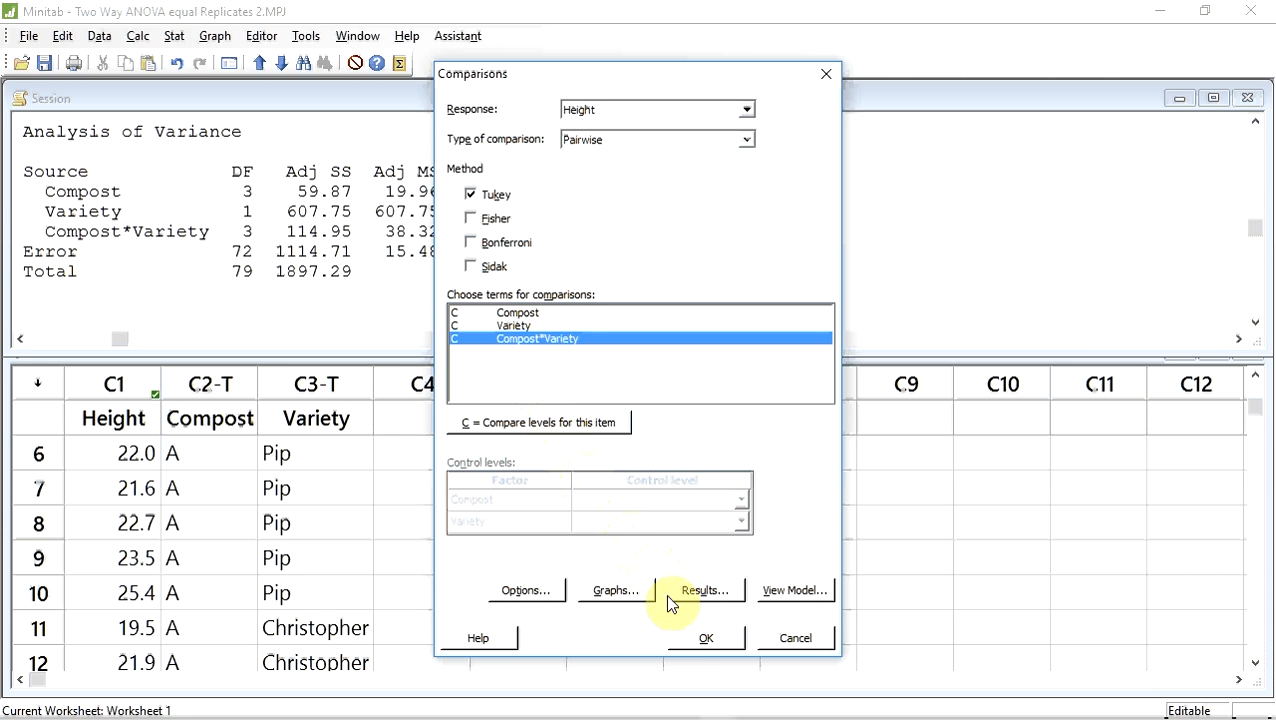 Minitab - Two Way ANOVA equal Replicates 2.MPJ
File Edit Data Calc Stat Graph Editor Tools Window Help Assistant
Session
Analysis of Variance
Source DF Adj SS Adj MS
Compost 3 59.87 19.96
Variety 1 607.75 607.75
Compost*Variety 3 114.95 38.32
Error 72 1114.71 15.48
Total 79 1897.29
Comparisons
Response: Height
Type of comparison: Pairwise
Method
Tukey
Fisher
Bonferroni
Sidak
Choose terms for comparisons:
C Compost
C Variety
C Compost*Variety
C = Compare levels for this item
Control levels:
Factor Control level
Compost
Variety
Options... Graphs... Results... View Model...
Help OK Cancel
C1 C2-T C3-T C4 C9 C10 C11 C12
Height Compost Variety
6 22.0 A Pip
7 21.6 A Pip
8 22.7 A Pip
9 23.5 A Pip
10 25.4 A Pip
11 19.5 A Christopher
12 21.9 A Christopher
Current Worksheet: Worksheet 1 Editable